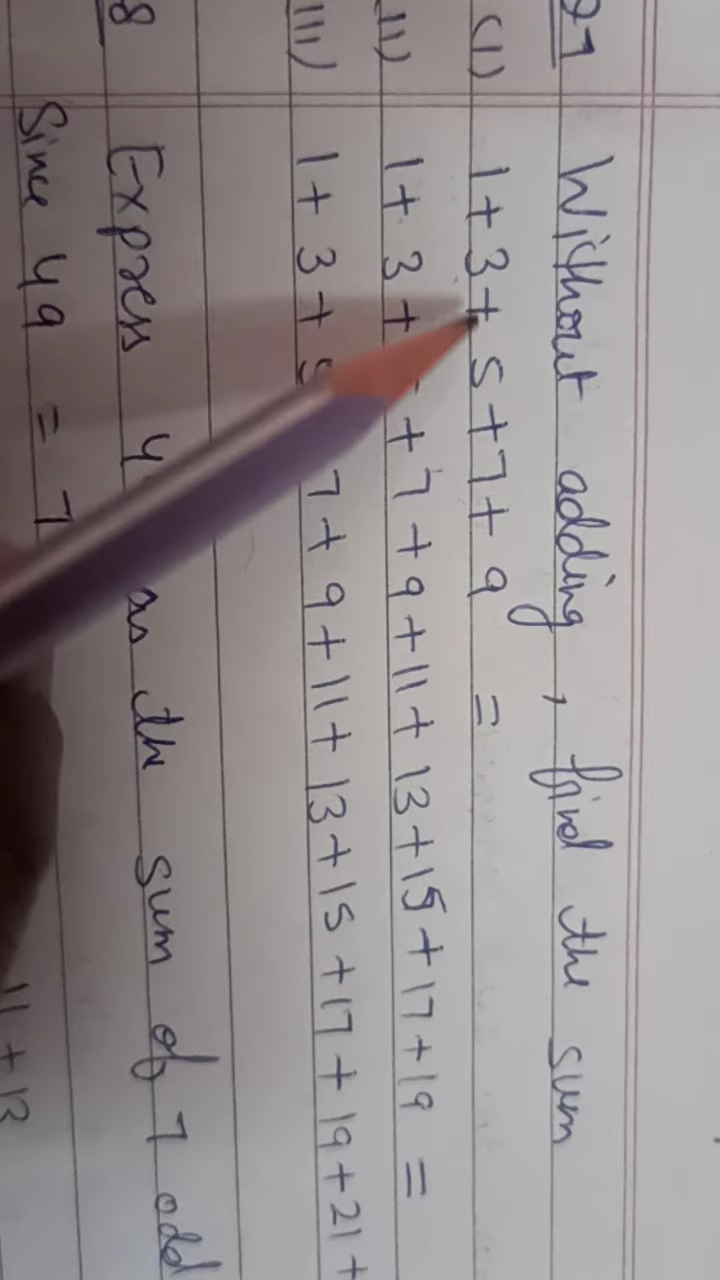 Q7 Without adding, find the sum
(i) 1 + 3 + 5 + 7 + 9 =
ii) 1 + 3 + + 7 + 9 + 11 + 13 + 15 + 17 + 19 =
iii) 1 + 3 + 5 7 + 9 + 11 + 13 + 15 + 17 + 19 + 21 +
8 Express 4 as the sum of 7 odd
Since 49 = 7 11 + 13